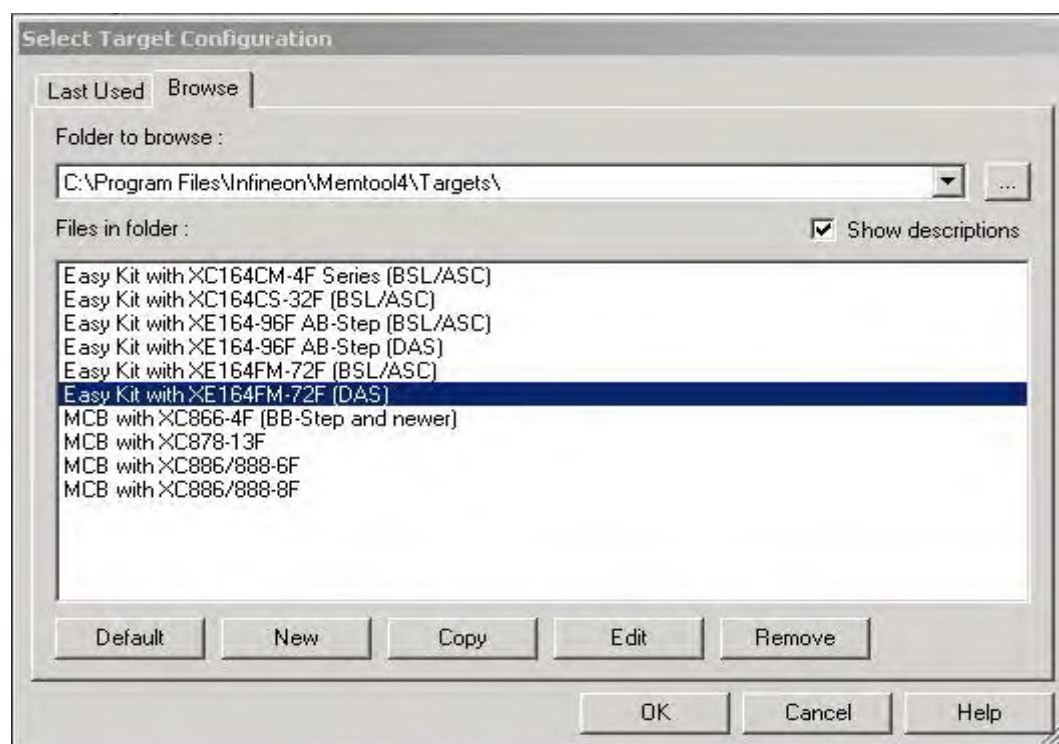 Select Target Configuration
Last Used Browse
Folder to browse :
C:\Program Files\Infineon\Memtool4\Targets\
...
Files in folder :
Show descriptions
Easy Kit with XC164CM-4F Series (BSL/ASC)
Easy Kit with XC164CS-32F (BSL/ASC)
Easy Kit with XE164-96F AB-Step (BSL/ASC)
Easy Kit with XE164-96F AB-Step (DAS)
Easy Kit with XE164FM-72F (BSL/ASC)
Easy Kit with XE164FM-72F (DAS)
MCB with XC866-4F (BB-Step and newer)
MCB with XC878-13F
MCB with XC886/888-6F
MCB with XC886/888-8F
Default New Copy Edit Remove
OK Cancel Help